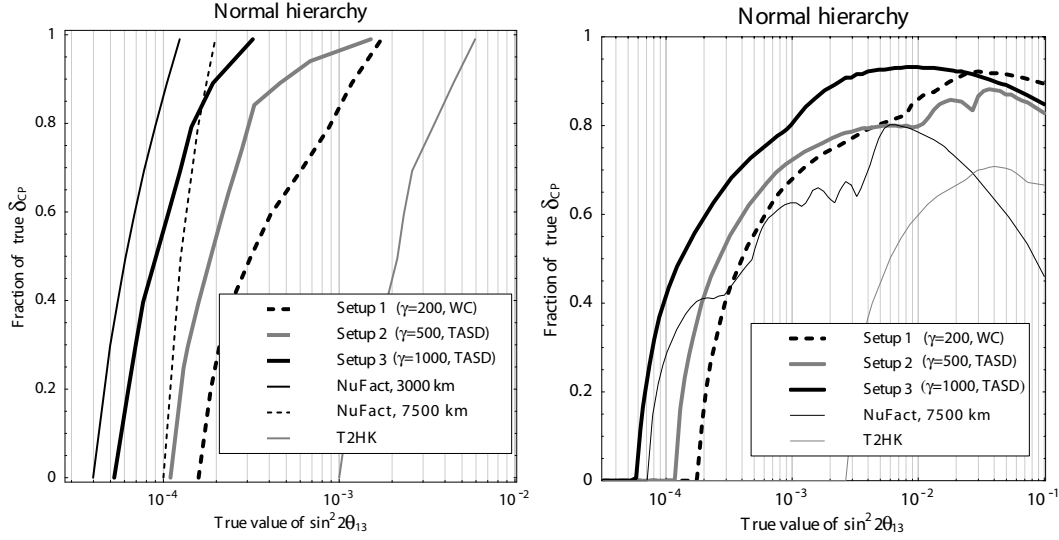 Normal hierarchy
1
0.8
0.6
0.4
0.2
0
Fraction of true δCP
Setup 1 (γ=200, WC)
Setup 2 (γ=500, TASD)
Setup 3 (γ=1000, TASD)
NuFact, 3000 km
NuFact, 7500 km
T2HK
10⁻⁴ 10⁻³ 10⁻²
True value of sin² 2θ₁₃
Normal hierarchy
1
0.8
0.6
0.4
0.2
0
Fraction of true δCP
Setup 1 (γ=200, WC)
Setup 2 (γ=500, TASD)
Setup 3 (γ=1000, TASD)
NuFact, 7500 km
T2HK
10⁻⁴ 10⁻³ 10⁻² 10⁻¹
True value of sin² 2θ₁₃